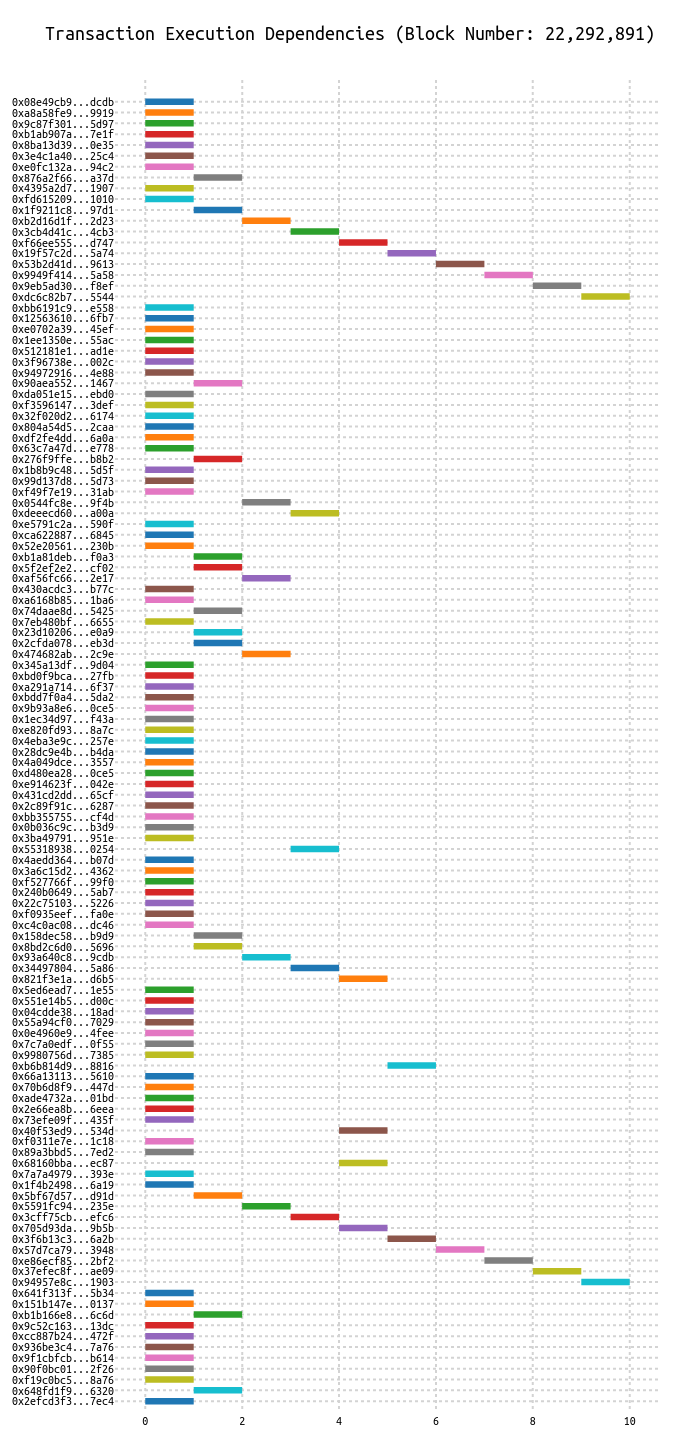 Transaction Execution Dependencies (Block Number: 22,292,891)
0x08e49cb9...dcdb
0xa8a58fe9...9919
0x9c87f301...5d97
0xb1ab907a...7e1f
0x8ba13d39...0e35
0x3e4c1a40...25c4
0xe0fc132a...94c2
0x876a2f66...a37d
0x4395a2d7...1907
0xfd615209...1010
0x1f9211c8...97d1
0xb2d16d1f...2d23
0x3cb4d41c...4cb3
0xf66ee555...d747
0x19f57c2d...5a74
0x53b2d41d...9613
0x9949f414...5a58
0x9eb5ad30...f8ef
0xdc6c82b7...5544
0xbb6191c9...e558
0x12563610...6fb7
0xe0702a39...45ef
0x1ee1350e...55ac
0x512181e1...ad1e
0x3f96738e...002c
0x94972916...4e88
0x90aea552...1467
0xda051e15...ebd0
0xf3596147...3def
0x32f020d2...6174
0x804a54d5...2caa
0xdf2fe4dd...6a0a
0x63c7a47d...e778
0x276f9ffe...b8b2
0x1b8b9c48...5d5f
0x99d137d8...5d73
0xf49f7e19...31ab
0x0544fc8e...9f4b
0xdeeecd60...a00a
0xe5791c2a...590f
0xca622887...6845
0x52e20561...230b
0xb1a81deb...f0a3
0x5f2ef2e2...cf02
0xaf56fc66...2e17
0x430acdc3...b77c
0xa6168b85...1ba6
0x74daae8d...5425
0x7eb480bf...6655
0x23d10206...e0a9
0x2cfda078...eb3d
0x474682ab...2c9e
0x345a13df...9d04
0xbd0f9bca...27fb
0xa291a714...6f37
0xbdd7f0a4...5da2
0x9b93a8e6...0ce5
0x1ec34d97...f43a
0xe820fd93...8a7c
0x4eba3e9c...257e
0x28dc9e4b...b4da
0x4a049dce...3557
0xd480ea28...0ce5
0xe914623f...042e
0x431cd2dd...65cf
0x2c89f91c...6287
0xbb355755...cf4d
0x0b036c9c...b3d9
0x3ba49791...951e
0x55318938...0254
0x4aedd364...b07d
0x3a6c15d2...4362
0xf527766f...99f0
0x240b0649...5ab7
0x22c75103...5226
0xf0935eef...fa0e
0xc4c0ac08...dc46
0x158dec58...b9d9
0x8bd2c6d0...5696
0x93a640c8...9cdb
0x34497804...5a86
0x821f3e1a...d6b5
0x5ed6ead7...1e55
0x551e14b5...d00c
0x04cdde38...18ad
0x55a94cf0...7029
0x0e4960e9...4fee
0x7c7a0edf...0f55
0x9980756d...7385
0xb6b814d9...8816
0x66a13113...5610
0x70b6d8f9...447d
0xade4732a...01bd
0x2e66ea8b...6eea
0x73efe09f...435f
0x40f53ed9...534d
0xf0311e7e...1c18
0x89a3bbd5...7ed2
0x68160bba...ec87
0x7a7a4979...393e
0x1f4b2498...6a19
0x5bf67d57...d91d
0x5591fc94...235e
0x3cff75cb...efc6
0x705d93da...9b5b
0x3f6b13c3...6a2b
0x57d7ca79...3948
0xe86ecf85...2bf2
0x37efec8f...ae09
0x94957e8c...1903
0x641f313f...5b34
0x151b147e...0137
0xb1b166e8...6c6d
0x9c52c163...13dc
0xcc887b24...472f
0x936be3c4...7a76
0x9f1cbfcb...b614
0x90f0bc01...2f26
0xf19c0bc5...8a76
0x648fd1f9...6320
0x2efcd3f3...7ec4
0 2 4 6 8 10